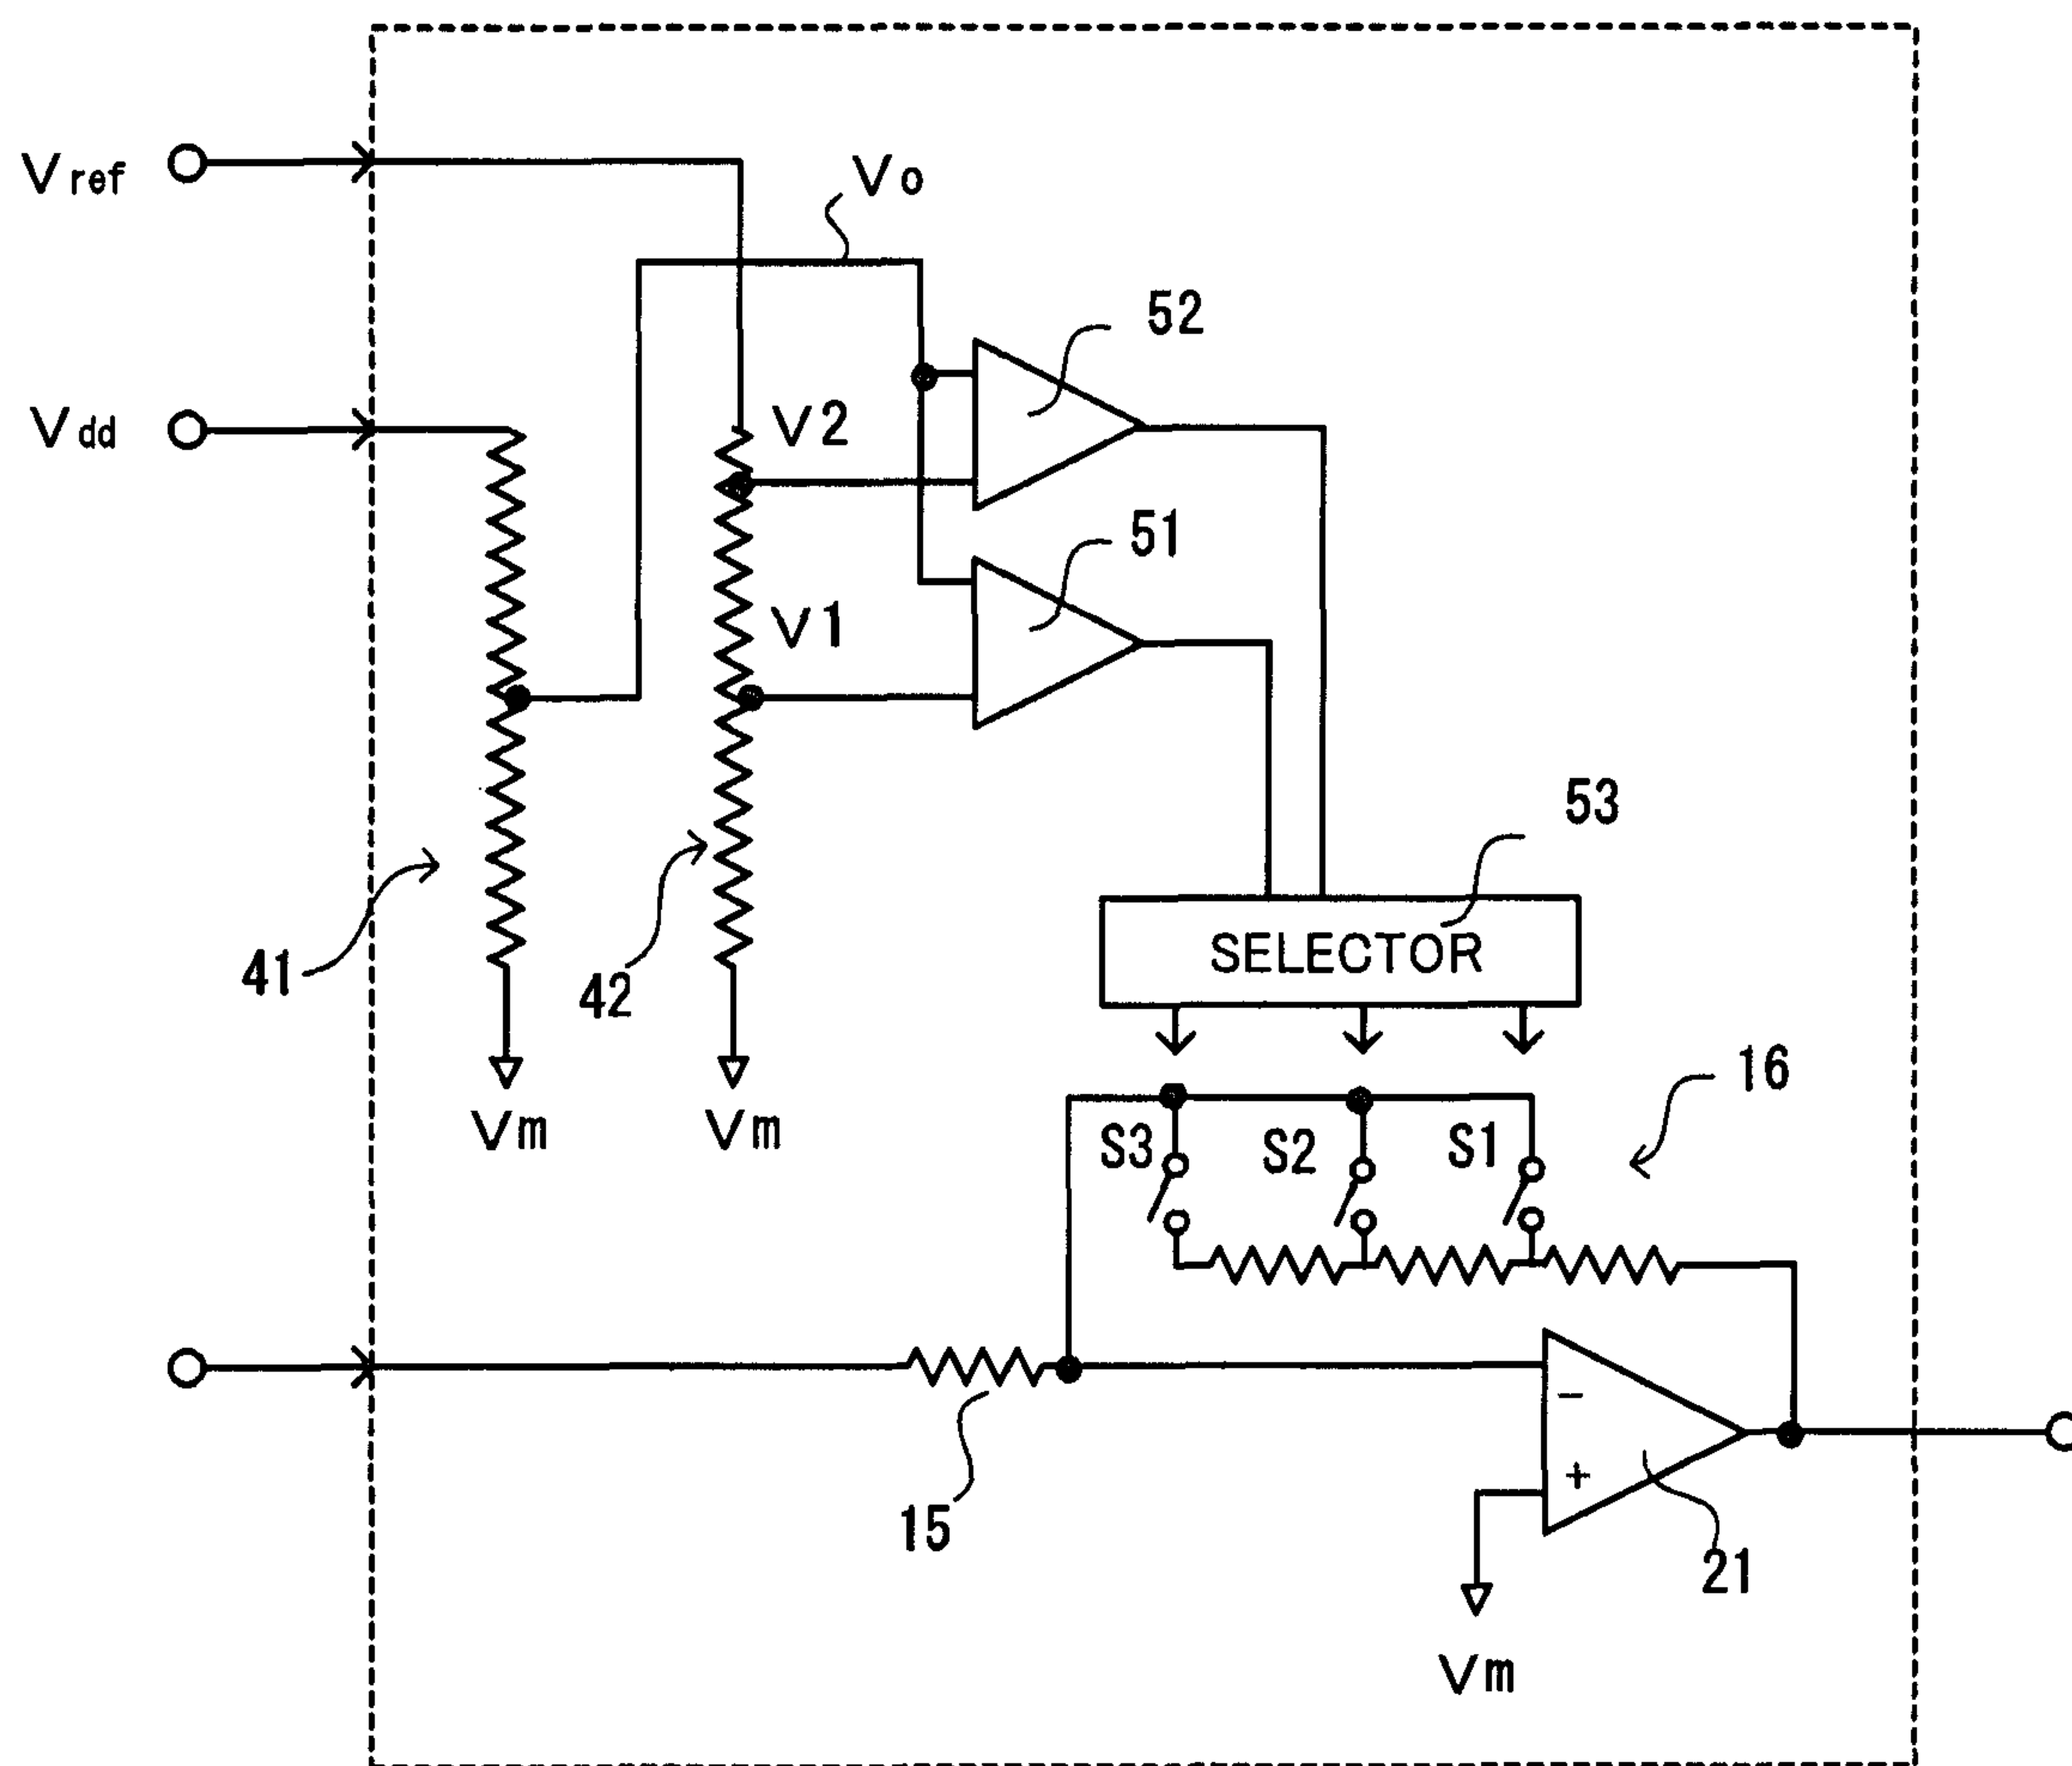 Vref
Vo
52
Vdd
V2
51
V1
53
41
42
SELECTOR
16
Vm
Vm
S3
S2
S1
15
−
+
21
Vm